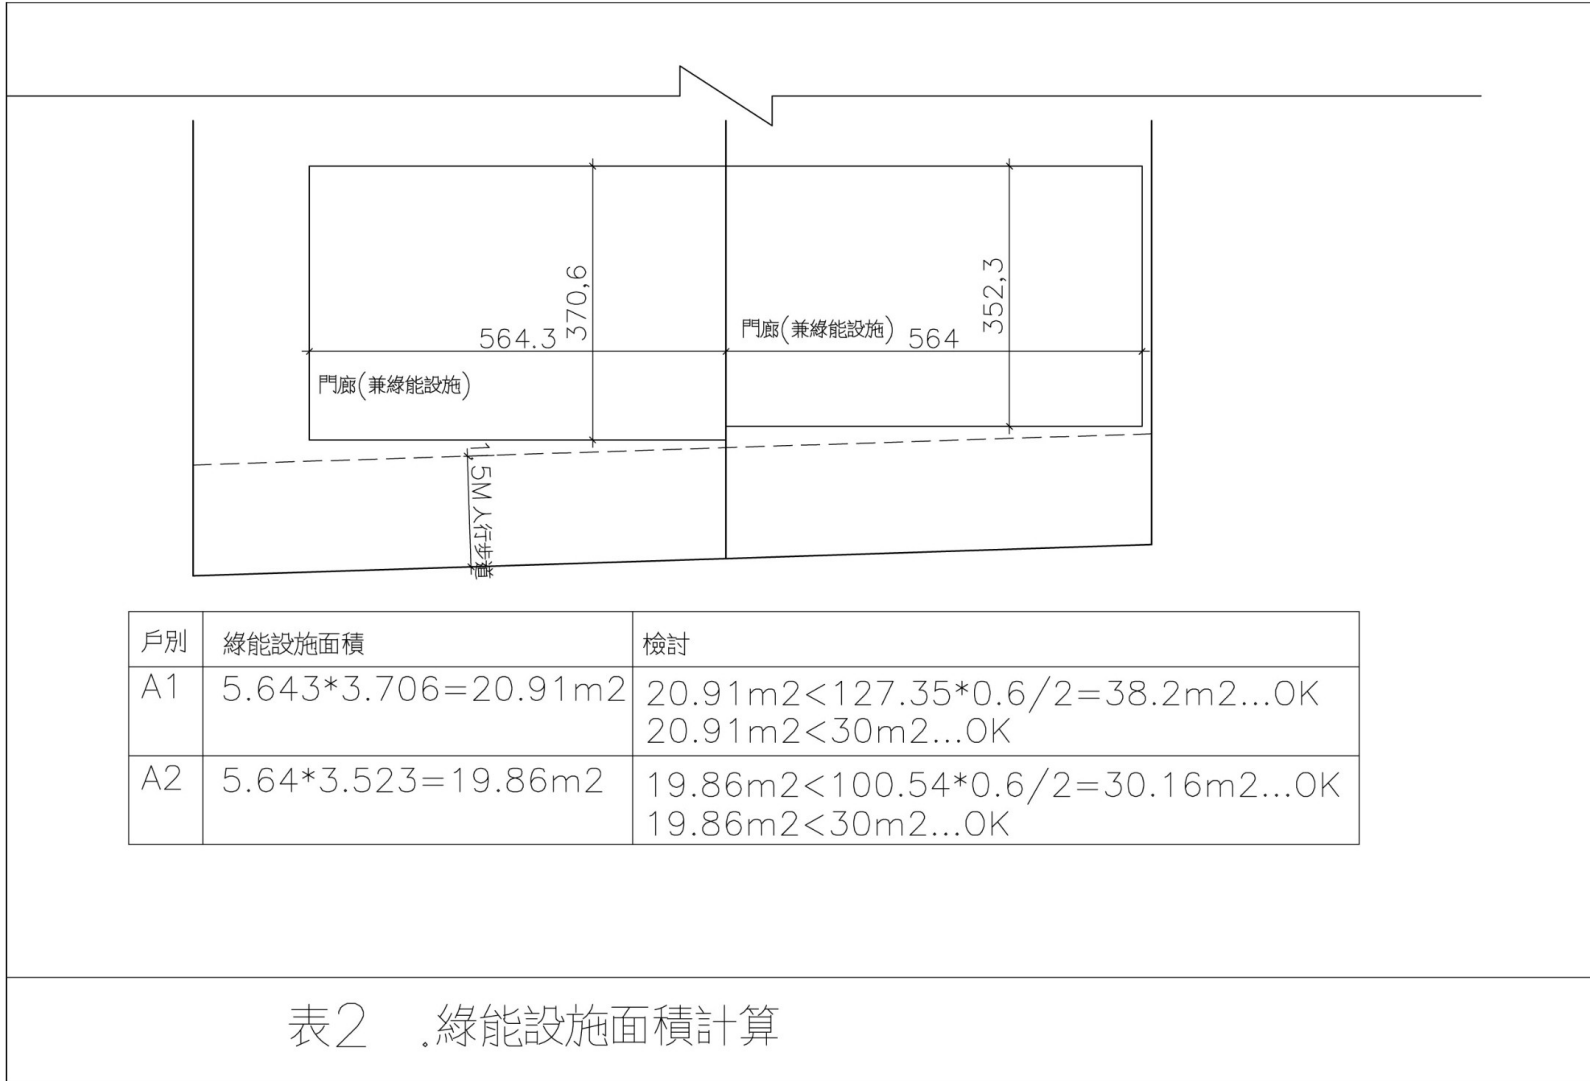 370,6
352,3
564.3
門廊(兼綠能設施)
564
門廊(兼綠能設施)
1.5M 人行步道
戶別 綠能設施面積 檢討
A1 5.643*3.706=20.91m2 20.91m2<127.35*0.6/2=38.2m2...OK
20.91m2<30m2...OK
A2 5.64*3.523=19.86m2 19.86m2<100.54*0.6/2=30.16m2...OK
19.86m2<30m2...OK
表2 .綠能設施面積計算